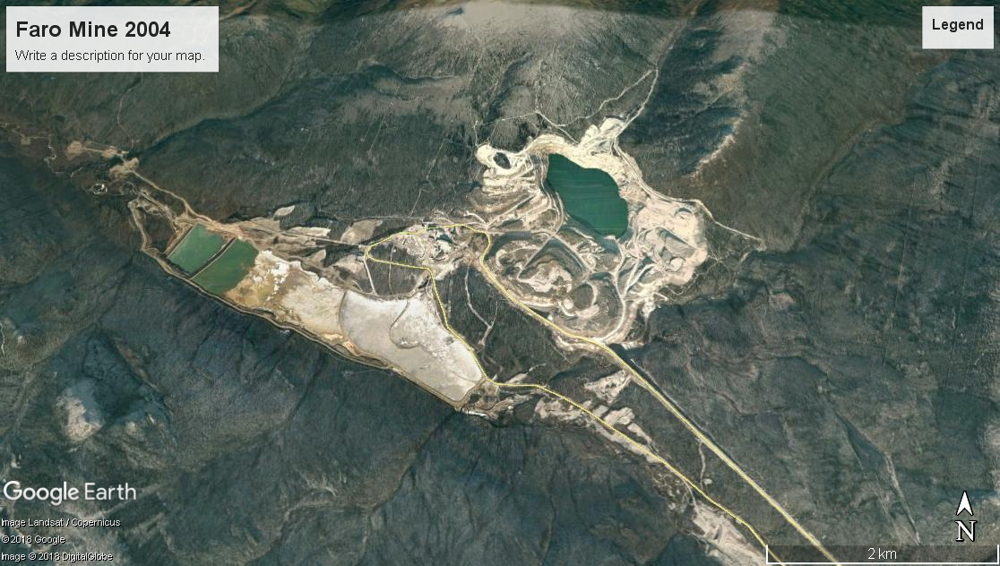 Faro Mine 2004
Write a description for your map.
Legend
Google Earth
Image Landsat / Copernicus
© 2018 Google
Image © 2018 DigitalGlobe
N
2 km